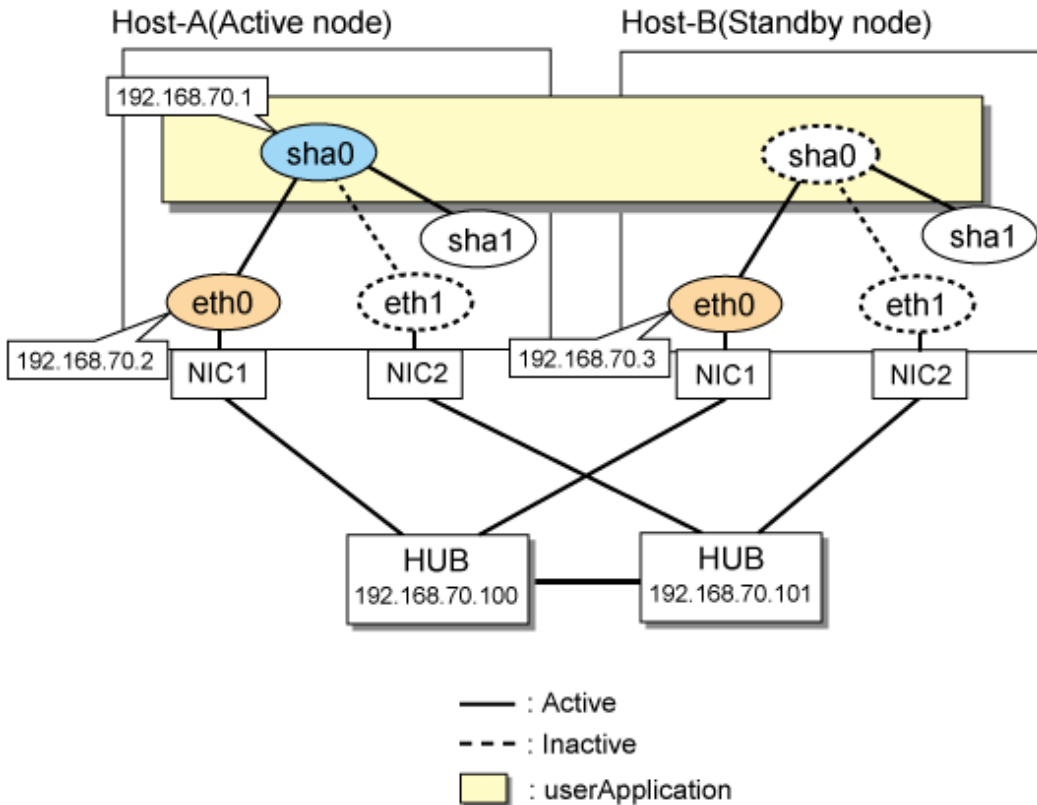 Host-A(Active node)
Host-B(Standby node)
192.168.70.1
sha0
sha0
sha1
sha1
eth0
eth1
eth0
eth1
192.168.70.2
192.168.70.3
NIC1
NIC2
NIC1
NIC2
HUB
192.168.70.100
HUB
192.168.70.101
: Active
: Inactive
: userApplication